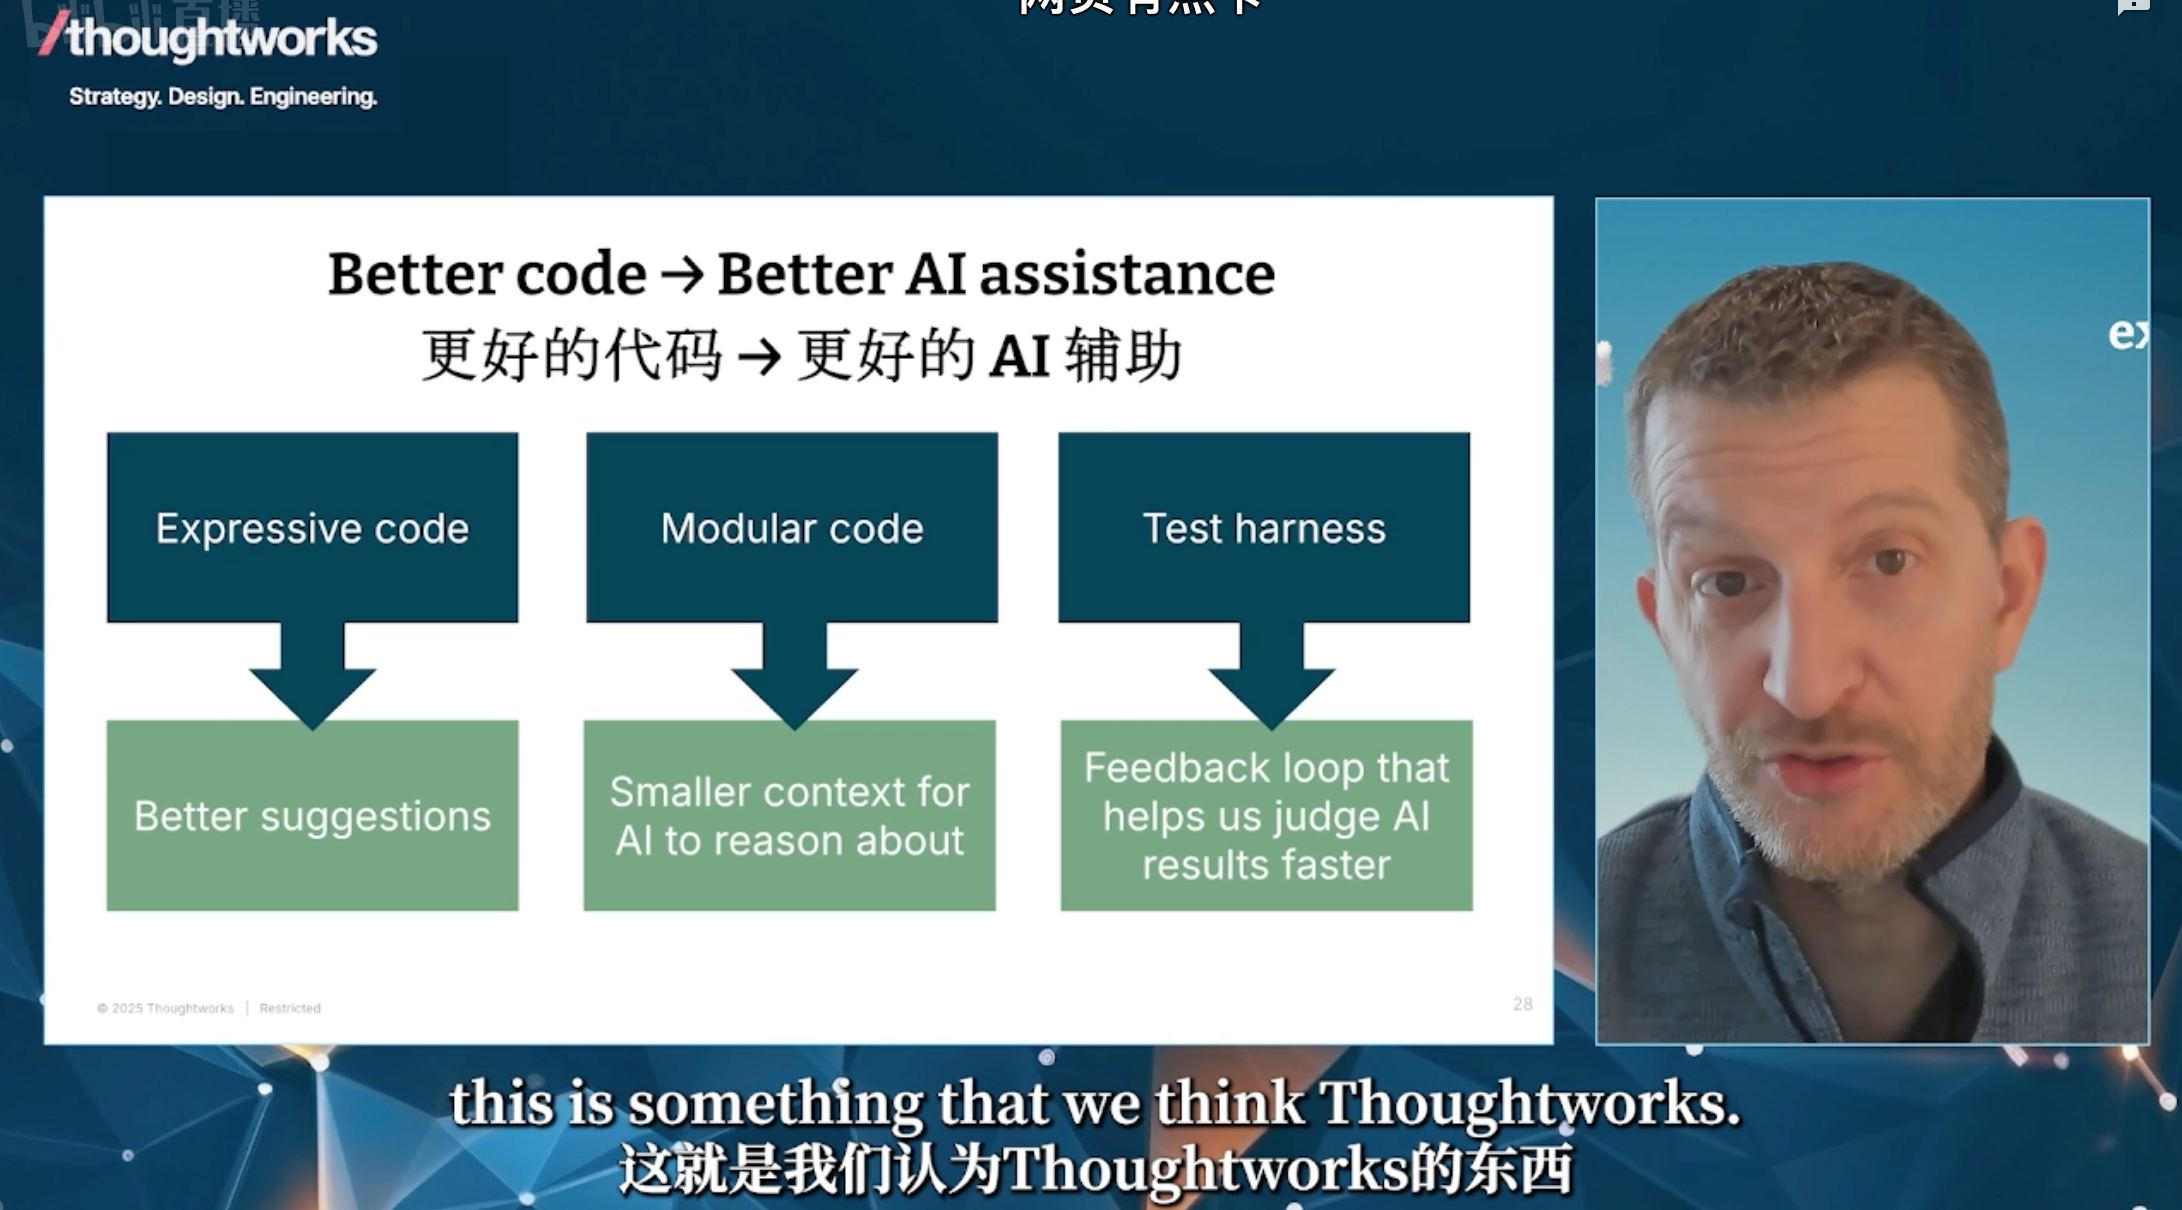 /thoughtworks
Strategy. Design. Engineering.
Better code → Better AI assistance
更好的代码 → 更好的 AI 辅助
Expressive code
Modular code
Test harness
Better suggestions
Smaller context for
AI to reason about
Feedback loop that
helps us judge AI
results faster
© 2025 Thoughtworks | Restricted
28
ex
this is something that we think Thoughtworks.
这就是我们认为Thoughtworks的东西